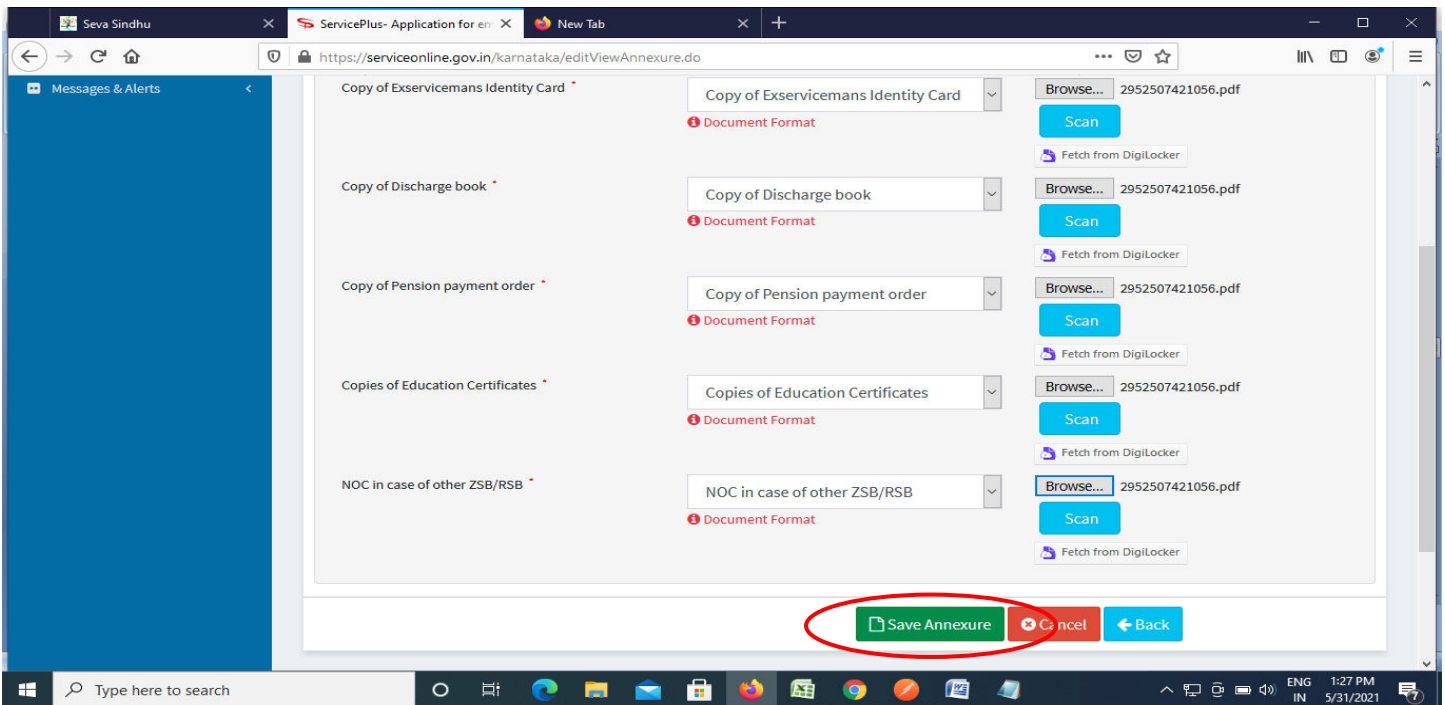 Seva Sindhu
ServicePlus- Application for em
New Tab
https://serviceonline.gov.in/karnataka/editViewAnnexure.do
Messages & Alerts
Copy of Exservicemans Identity Card *
Copy of Exservicemans Identity Card
Browse... 2952507421056.pdf
Document Format
Scan
Fetch from DigiLocker
Copy of Discharge book *
Copy of Discharge book
Browse... 2952507421056.pdf
Document Format
Scan
Fetch from DigiLocker
Copy of Pension payment order *
Copy of Pension payment order
Browse... 2952507421056.pdf
Document Format
Scan
Fetch from DigiLocker
Copies of Education Certificates *
Copies of Education Certificates
Browse... 2952507421056.pdf
Document Format
Scan
Fetch from DigiLocker
NOC in case of other ZSB/RSB *
NOC in case of other ZSB/RSB
Browse... 2952507421056.pdf
Document Format
Scan
Fetch from DigiLocker
Save Annexure
Cancel
Back
Type here to search
ENG
IN
1:27 PM
5/31/2021
7